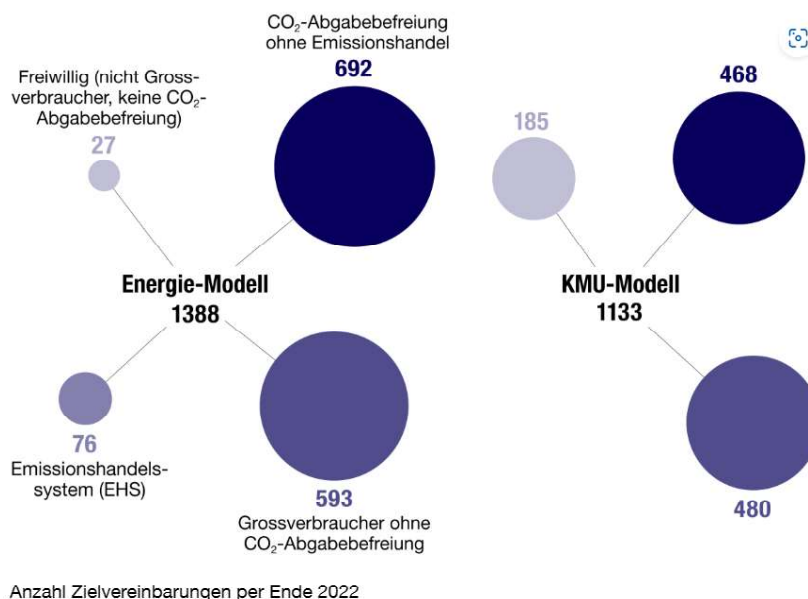 CO₂-Abgabebefreiung
ohne Emissionshandel
692
Freiwillig (nicht Gross-
verbraucher, keine CO₂-
Abgabebefreiung)
27
468
185
Energie-Modell
1388
KMU-Modell
1133
76
Emissionshandels-
system (EHS)
593
Grossverbraucher ohne
CO₂-Abgabebefreiung
480
Anzahl Zielvereinbarungen per Ende 2022